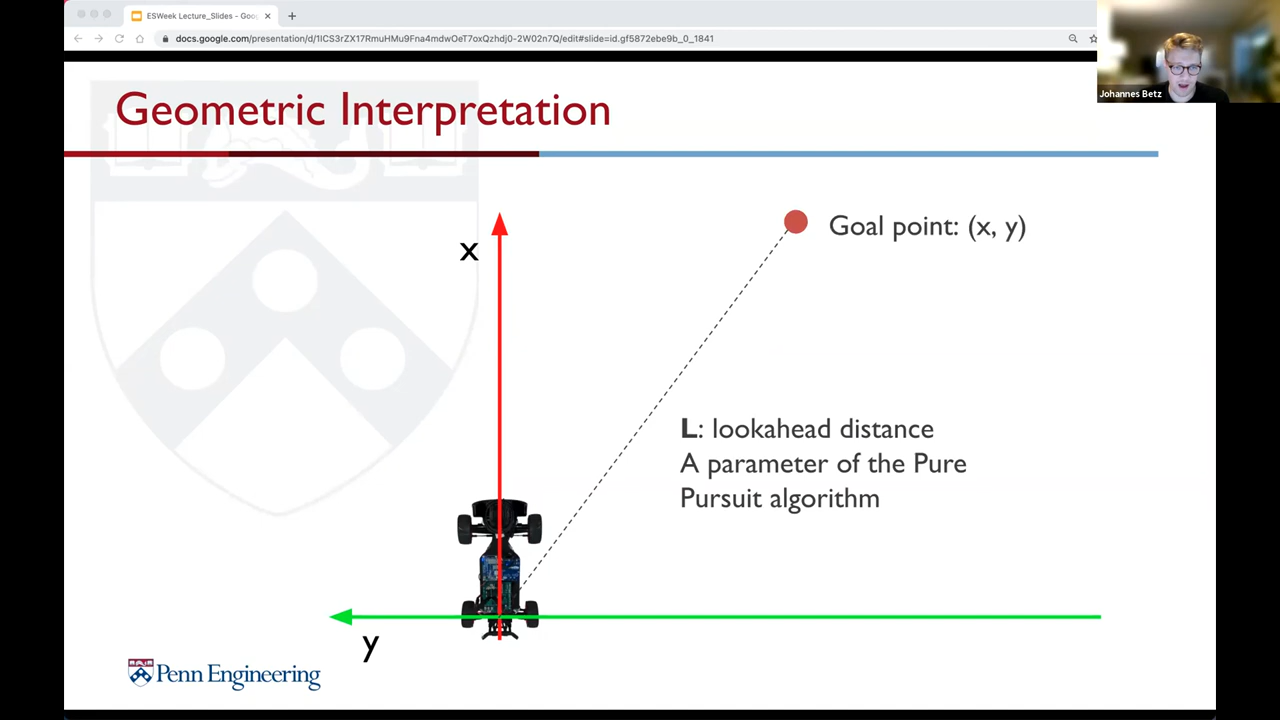 ESWeek Lecture_Slides - Goo
docs.google.com/presentation/d/1ICS3rZX17RmuHMu9Fna4mdwOeT7oxQzhdj0-2W02n7Q/edit#slide=id.gf5872ebe9b_0_1841
Johannes Betz
Geometric Interpretation
x
Goal point: (x, y)
L: lookahead distance
A parameter of the Pure
Pursuit algorithm
y
Penn Engineering